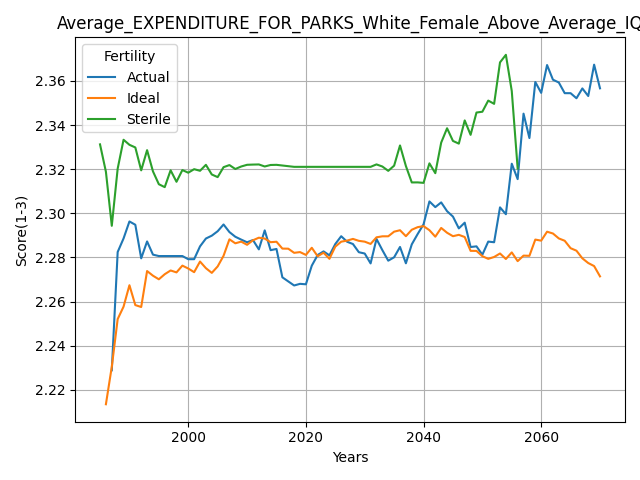 Average_EXPENDITURE_FOR_PARKS_White_Female_Above_Average_IQ
Fertility
Actual
Ideal
Sterile
2.36
2.34
2.32
2.30
2.28
2.26
2.24
2.22
Score(1-3)
2000
2020
2040
2060
Years